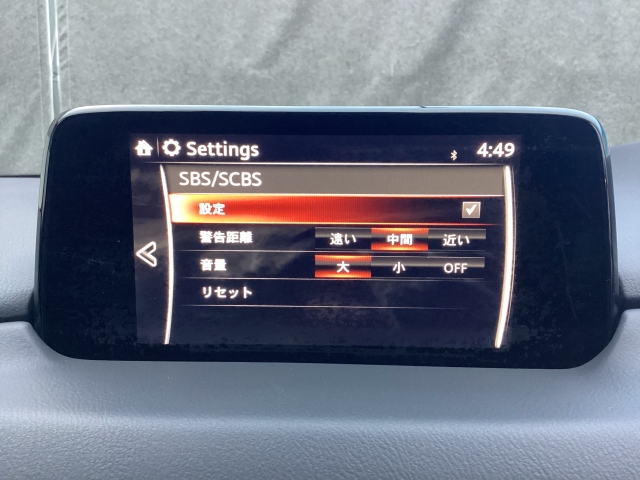 Settings 4:49
SBS/SCBS
設定
警告距離 遠い 中間 近い
音量 大 小 OFF
リセット